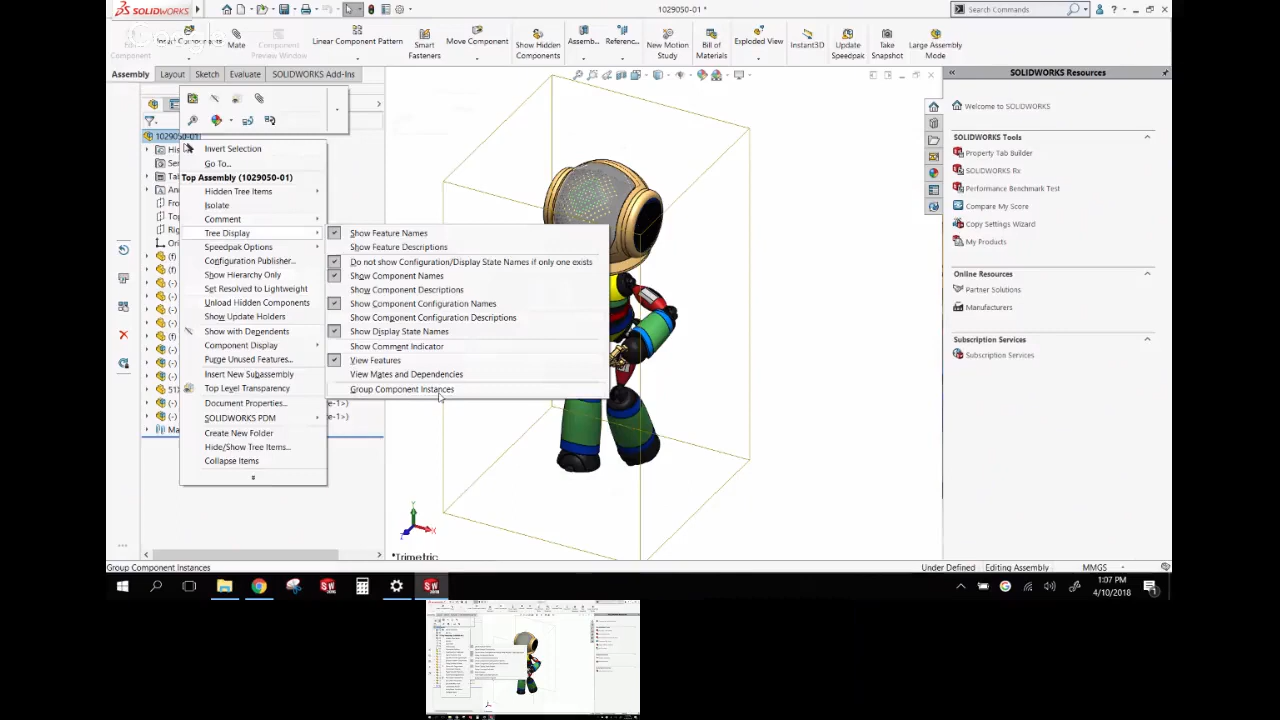 SOLIDWORKS
1029050-01 *
Search Commands
Mate
Component
Preview Window
Linear Component Pattern
Smart
Fasteners
Move Component
Show Hidden
Components
Assemb...
Referenc...
New Motion
Study
Bill of
Materials
Exploded View
Instant3D
Update
Speedpak
Take
Snapshot
Large Assembly
Mode
Assembly
Layout
Sketch
Evaluate
SOLIDWORKS Add-Ins
1029050-01
Invert Selection
Go To...
Top Assembly (1029050-01)
Hidden Tree Items
Isolate
Comment
Tree Display
Speedpak Options
Configuration Publisher...
Show Hierarchy Only
Set Resolved to Lightweight
Unload Hidden Components
Show Update Holders
Show with Dependents
Component Display
Purge Unused Features...
Insert New Subassembly
Top Level Transparency
Document Properties...
SOLIDWORKS PDM
Create New Folder
Hide/Show Tree Items...
Collapse Items
Show Feature Names
Show Feature Descriptions
Do not show Configuration/Display State Names if only one exists
Show Component Names
Show Component Descriptions
Show Component Configuration Names
Show Component Configuration Descriptions
Show Display State Names
Show Comment Indicator
View Features
View Mates and Dependencies
Group Component Instances
*Trimetric
SOLIDWORKS Resources
Welcome to SOLIDWORKS
SOLIDWORKS Tools
Property Tab Builder
SOLIDWORKS Rx
Performance Benchmark Test
Compare My Score
Copy Settings Wizard
My Products
Online Resources
Partner Solutions
Manufacturers
Subscription Services
Subscription Services
Group Component Instances
Under Defined
Editing Assembly
MMGS
1:07 PM
4/10/2018